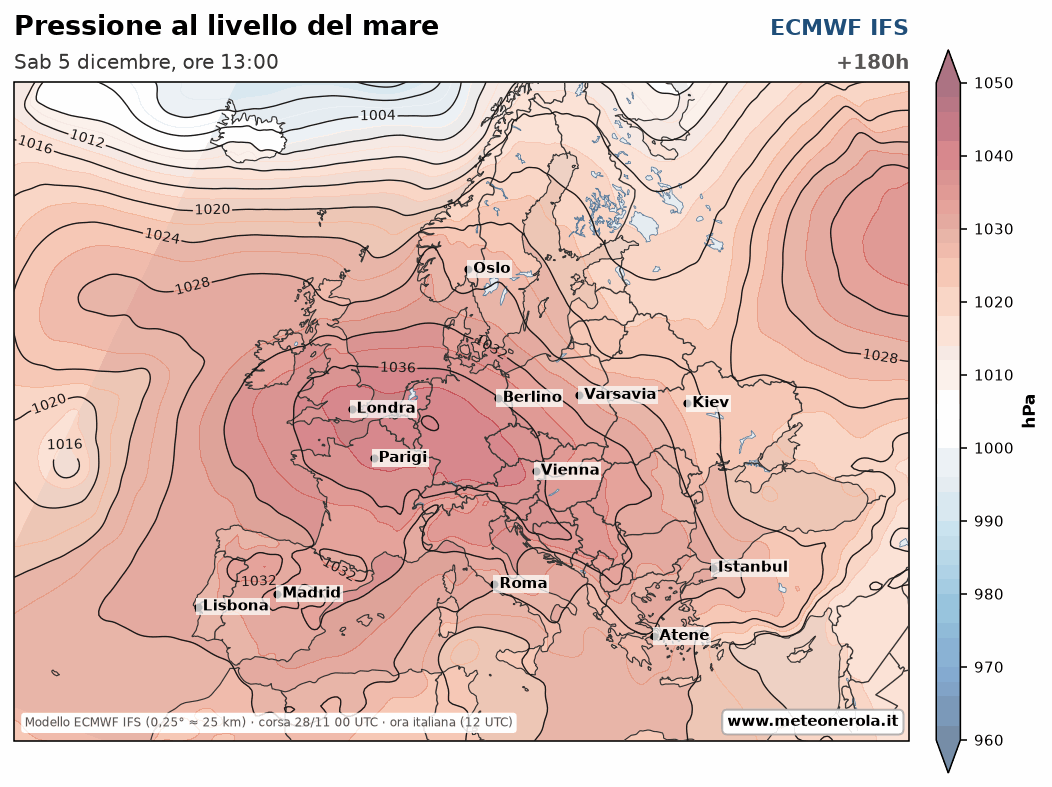 Pressione al livello del mare
ECMWF IFS
Sab 5 dicembre, ore 13:00
+180h
1004
1012
1016
1020
1024
1028
1032
1036
1028
1020
1016
1032
1032
Oslo
Berlino
Varsavia
Kiev
Londra
Parigi
Vienna
Istanbul
Roma
Madrid
Lisbona
Atene
Modello ECMWF IFS (0,25° ≈ 25 km) · corsa 28/11 00 UTC · ora italiana (12 UTC)
www.meteonerola.it
1050
1040
1030
1020
1010
1000
990
980
970
960
hPa